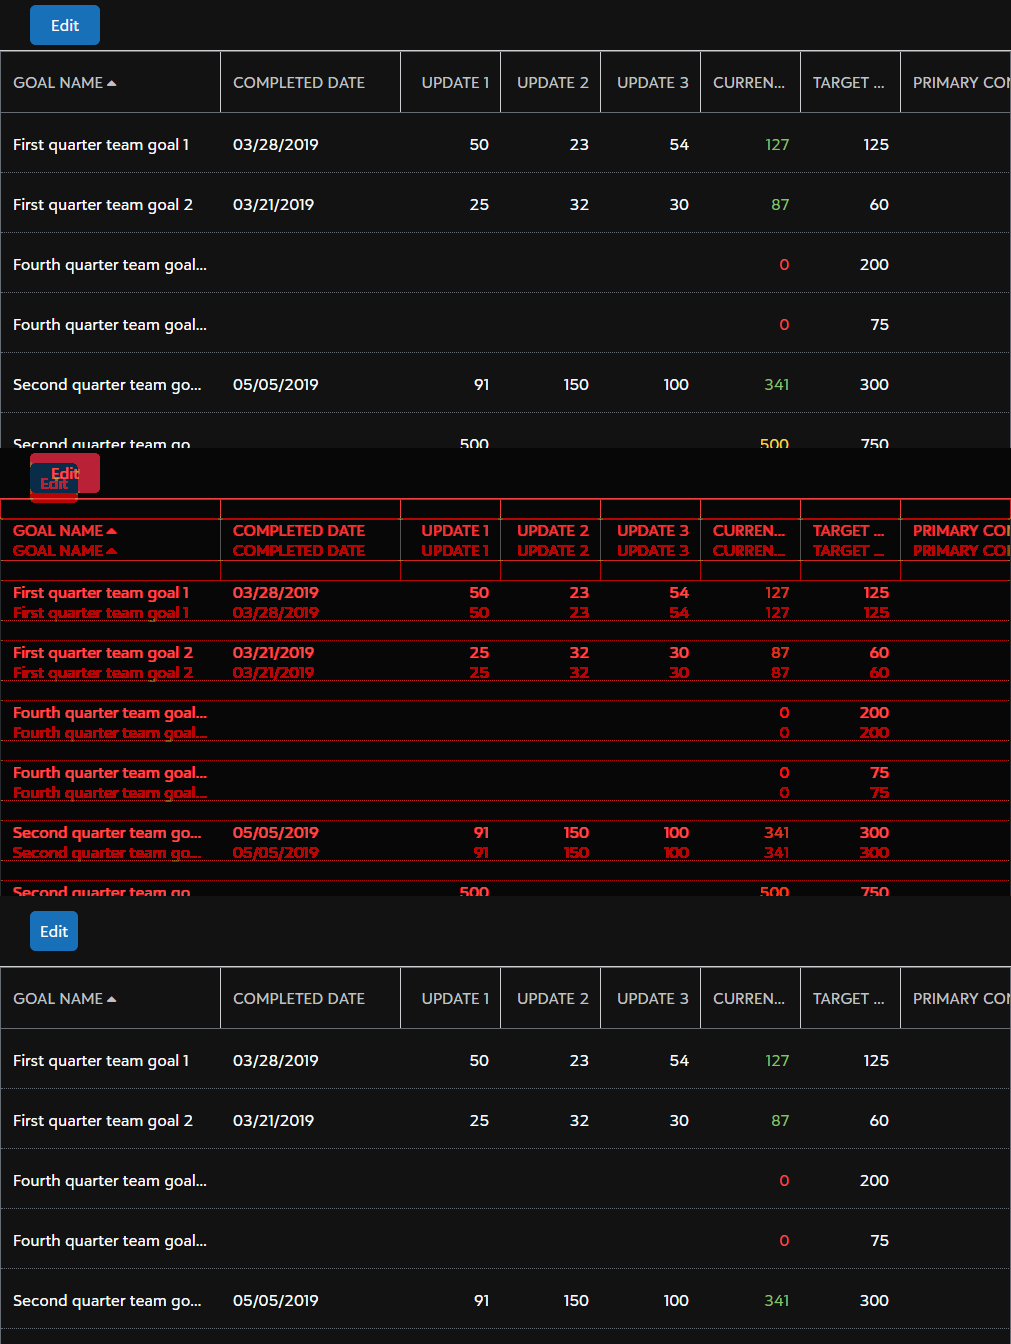 Edit
GOAL NAME COMPLETED DATE UPDATE 1 UPDATE 2 UPDATE 3 CURREN... TARGET ... PRIMARY CON
First quarter team goal 1 03/28/2019 50 23 54 127 125
First quarter team goal 2 03/21/2019 25 32 30 87 60
Fourth quarter team goal... 0 200
Fourth quarter team goal... 0 75
Second quarter team go... 05/05/2019 91 150 100 341 300
Second quarter team go 500 500 750
Edit
Edit
GOAL NAME COMPLETED DATE UPDATE 1 UPDATE 2 UPDATE 3 CURREN... TARGET ... PRIMARY CON
GOAL NAME COMPLETED DATE UPDATE 1 UPDATE 2 UPDATE 3 CURREN... TARGET ... PRIMARY CON
First quarter team goal 1 03/28/2019 50 23 54 127 125
First quarter team goal 1 03/28/2019 50 23 54 127 125
First quarter team goal 2 03/21/2019 25 32 30 87 60
First quarter team goal 2 03/21/2019 25 32 30 87 60
Fourth quarter team goal... 0 200
Fourth quarter team goal... 0 200
Fourth quarter team goal... 0 75
Fourth quarter team goal... 0 75
Second quarter team go... 05/05/2019 91 150 100 341 300
Second quarter team go... 05/05/2019 91 150 100 341 300
Second quarter team go 500 500 750
Edit
GOAL NAME COMPLETED DATE UPDATE 1 UPDATE 2 UPDATE 3 CURREN... TARGET ... PRIMARY CON
First quarter team goal 1 03/28/2019 50 23 54 127 125
First quarter team goal 2 03/21/2019 25 32 30 87 60
Fourth quarter team goal... 0 200
Fourth quarter team goal... 0 75
Second quarter team go... 05/05/2019 91 150 100 341 300